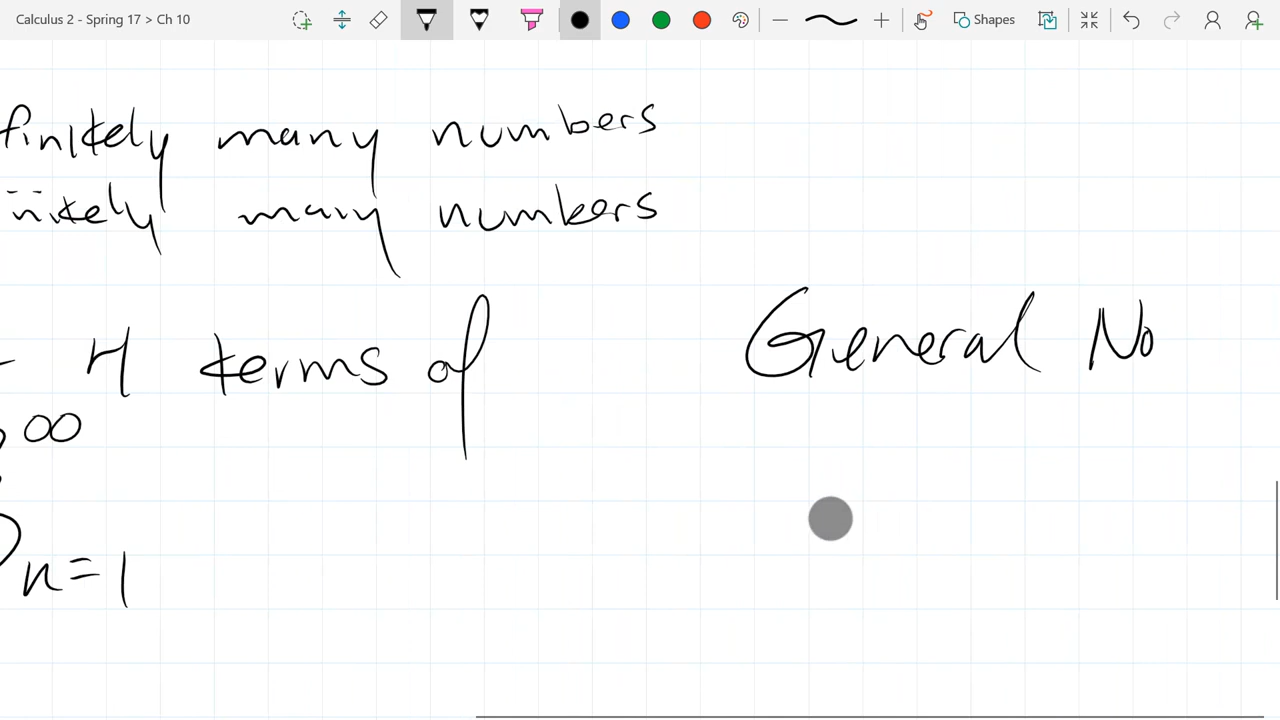 Calculus 2 - Spring 17 > Ch 10
Shapes
finitely many numbers
nitely many numbers
4 terms of
General No
∞
n=1